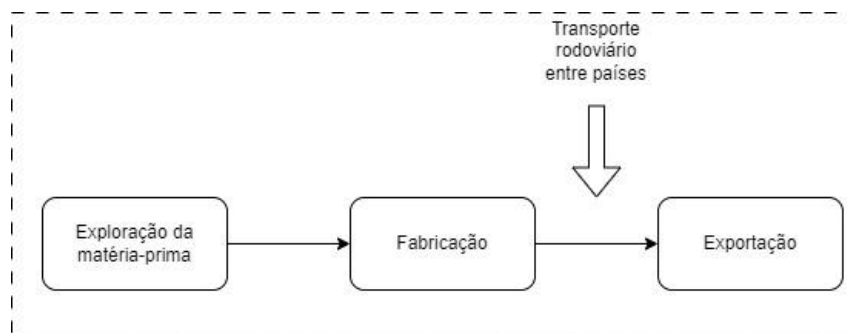 Transporte
rodoviário
entre países
Exploração da
matéria-prima
Fabricação
Exportação